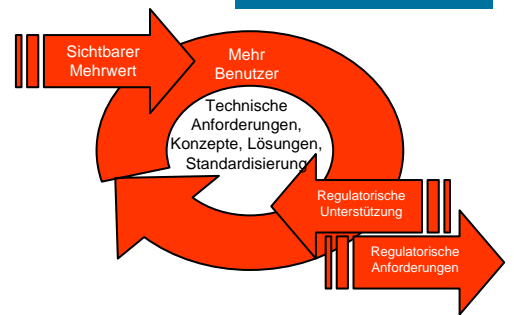 Sichtbarer
Mehrwert
Mehr
Benutzer
Technische
Anforderungen,
Konzepte, Lösungen,
Standardisierung
Regulatorische
Unterstützung
Regulatorische
Anforderungen